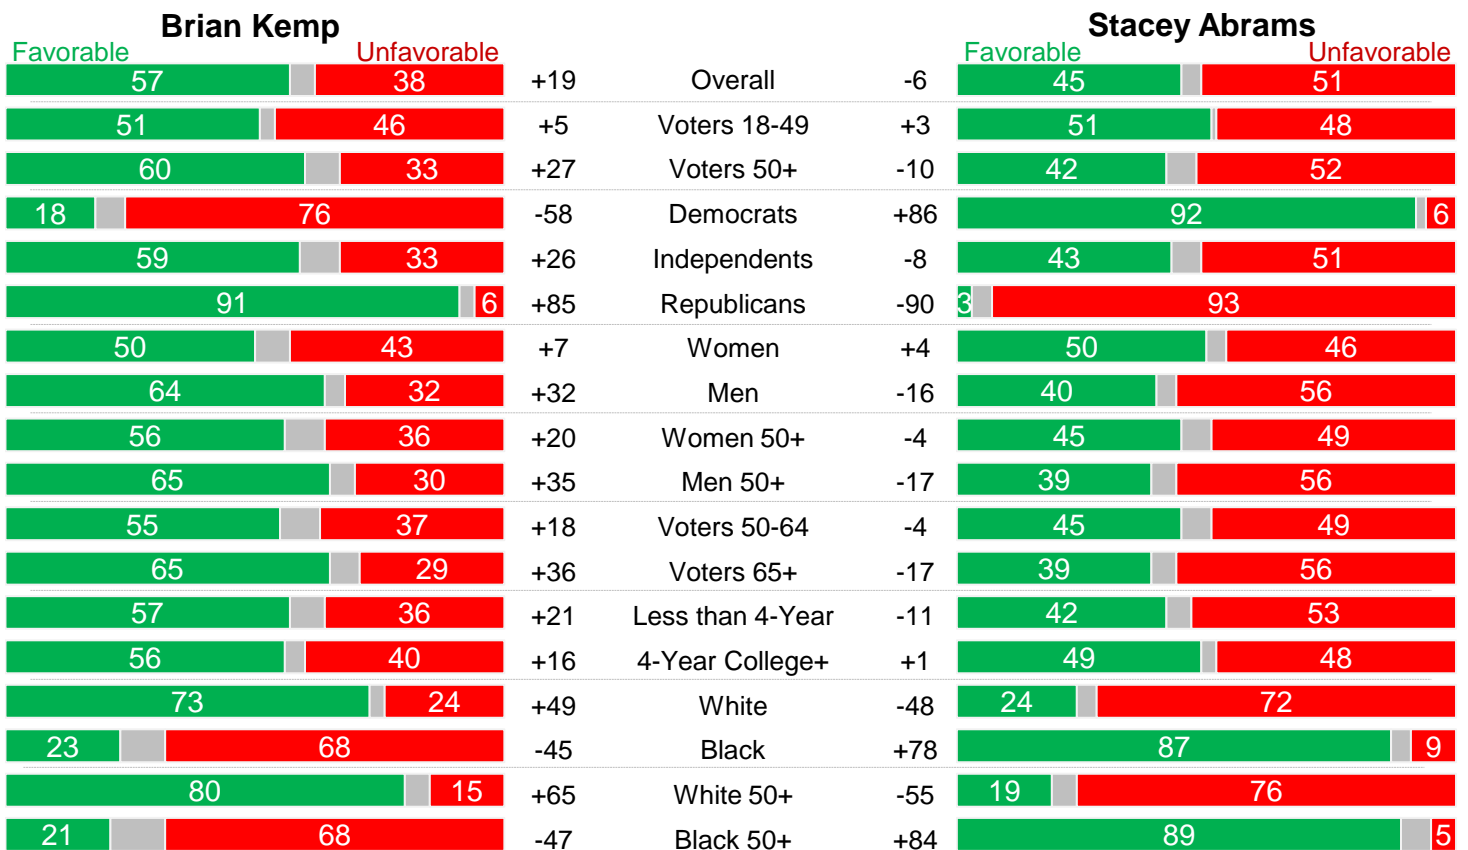 Brian Kemp Stacey Abrams
Favorable Unfavorable Favorable Unfavorable
57 38 +19 Overall -6 45 51
51 46 +5 Voters 18-49 +3 51 48
60 33 +27 Voters 50+ -10 42 52
18 76 -58 Democrats +86 92 6
59 33 +26 Independents -8 43 51
91 6 +85 Republicans -90 3 93
50 43 +7 Women +4 50 46
64 32 +32 Men -16 40 56
56 36 +20 Women 50+ -4 45 49
65 30 +35 Men 50+ -17 39 56
55 37 +18 Voters 50-64 -4 45 49
65 29 +36 Voters 65+ -17 39 56
57 36 +21 Less than 4-Year -11 42 53
56 40 +16 4-Year College+ +1 49 48
73 24 +49 White -48 24 72
23 68 -45 Black +78 87 9
80 15 +65 White 50+ -55 19 76
21 68 -47 Black 50+ +84 89 5